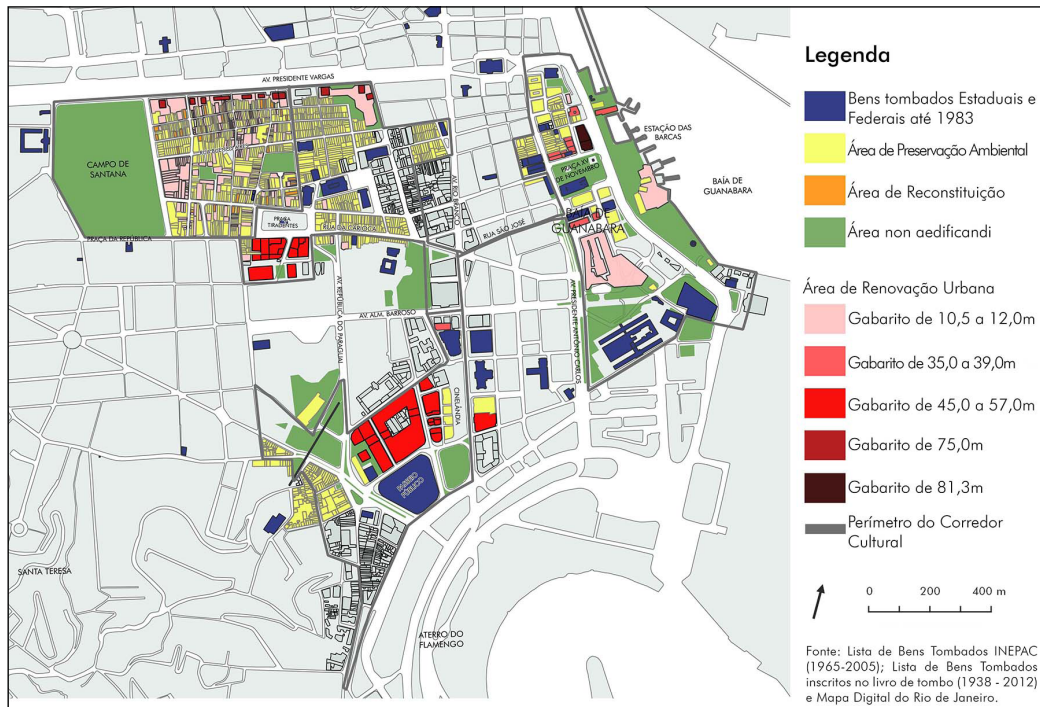 AV. PRESIDENTE VARGAS
CAMPO DE
SANTANA
ESTAÇÃO DAS
BARCAS
PRAÇA XV
DE NOVEMBRO
BAÍA DE
GUANABARA
AV. RIO BRANCO
BAÍA DE
GUANABARA
PRAÇA
TIRADENTES
RUA DA CARIOCA
RUA SÃO JOSÉ
PRAÇA DA REPÚBLICA
AV. REPÚBLICA DO PARAGUAI
AV. ALM. BARROSO
AV. PRESIDENTE ANTÔNIO CARLOS
CINELÂNDIA
PASSEIO
PÚBLICO
SANTA TERESA
ATERRO DO
FLAMENGO
Legenda
Bens tombados Estaduais e
Federais até 1983
Área de Preservação Ambiental
Área de Reconstituição
Área non aedificandi
Área de Renovação Urbana
Gabarito de 10,5 a 12,0m
Gabarito de 35,0 a 39,0m
Gabarito de 45,0 a 57,0m
Gabarito de 75,0m
Gabarito de 81,3m
Perímetro do Corredor
Cultural
0 200 400 m
Fonte: Lista de Bens Tombados INEPAC
(1965-2005); Lista de Bens Tombados
inscritos no livro de tombo (1938 - 2012)
e Mapa Digital do Rio de Janeiro.